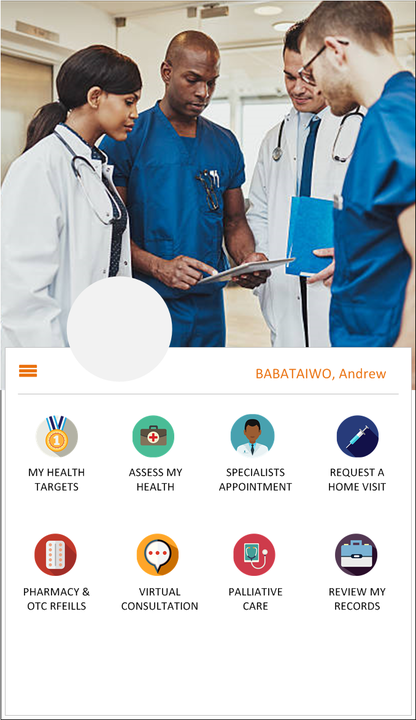 BABATAIWO, Andrew
1
MY HEALTH
TARGETS
ASSESS MY
HEALTH
SPECIALISTS
APPOINTMENT
REQUEST A
HOME VISIT
PHARMACY &
OTC RFEILLS
VIRTUAL
CONSULTATION
PALLIATIVE
CARE
REVIEW MY
RECORDS